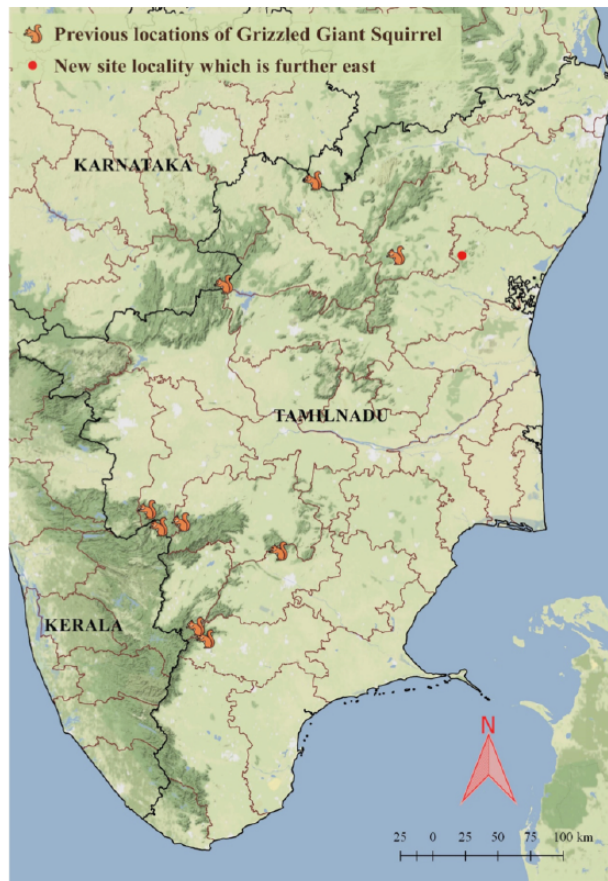 Previous locations of Grizzled Giant Squirrel
New site locality which is further east
KARNATAKA
TAMILNADU
KERALA
N
25 0 25 50 75 100 km